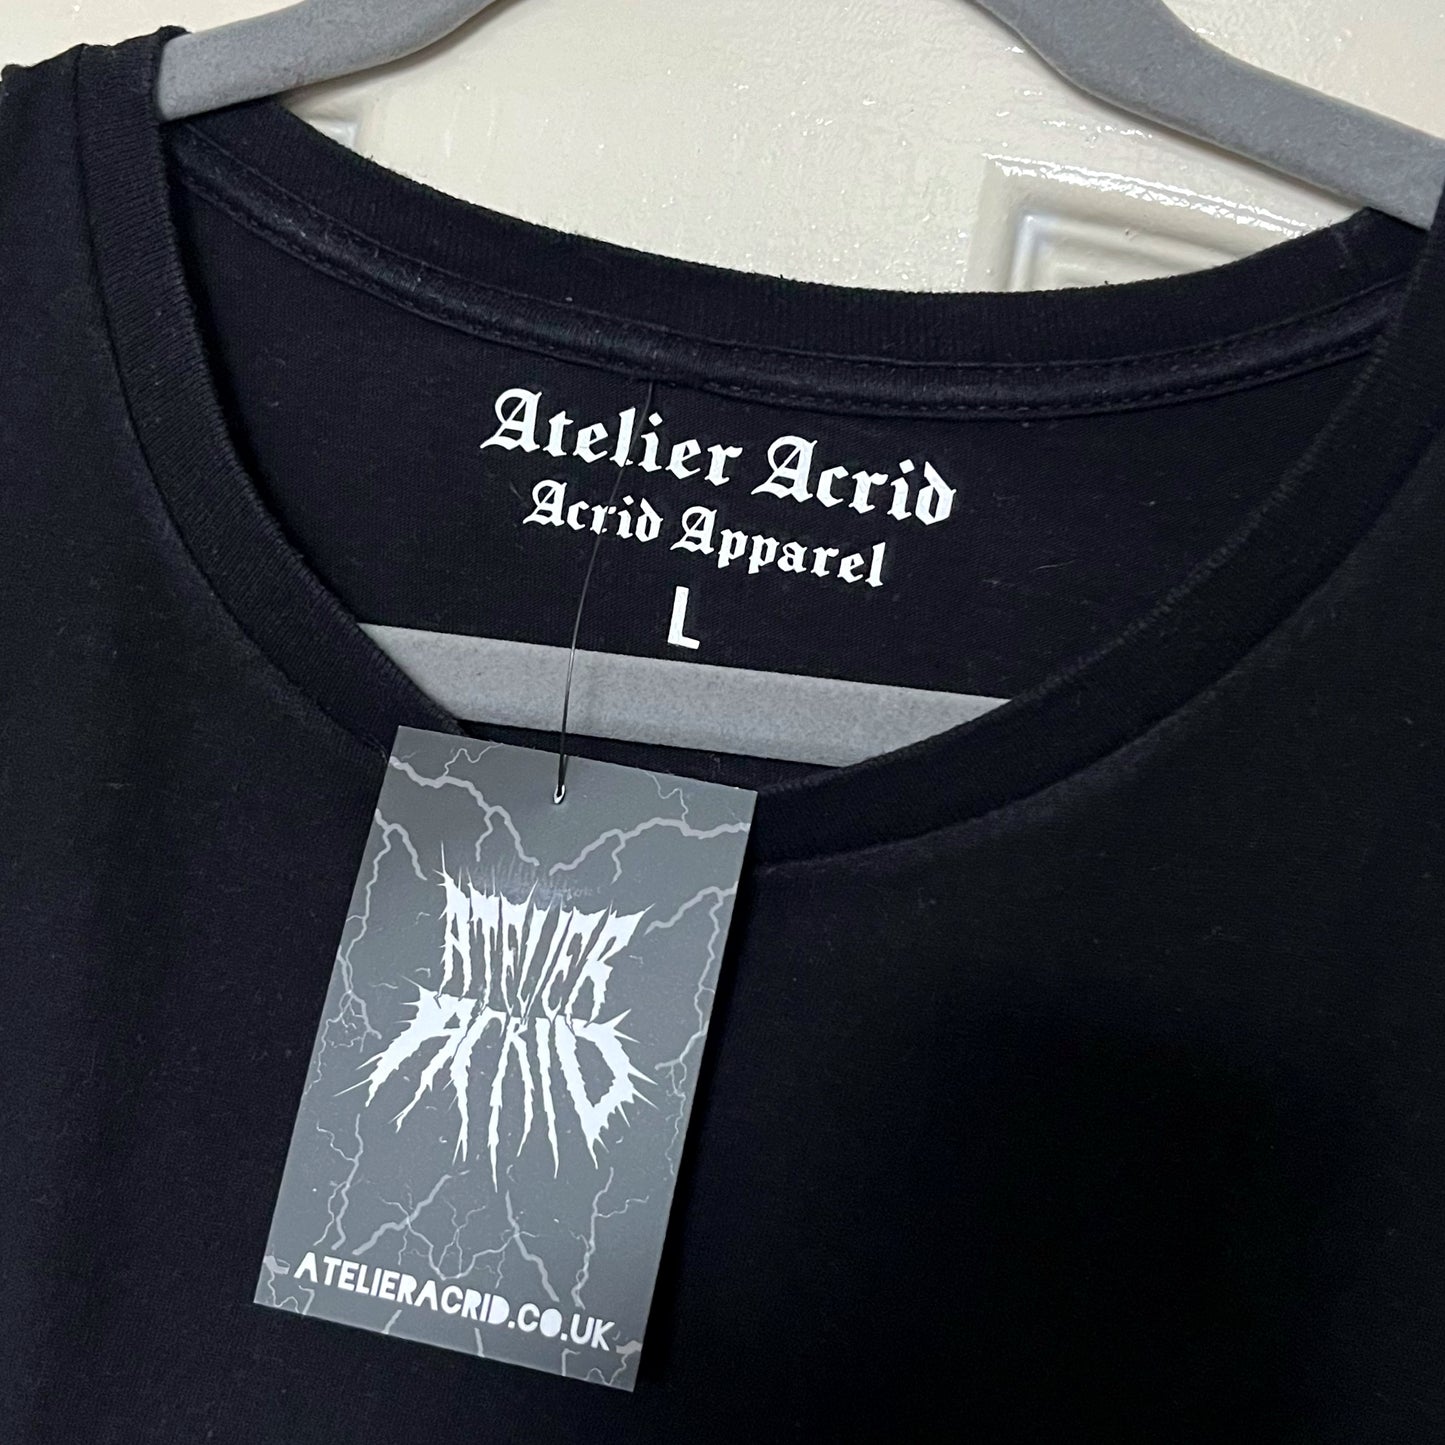 Atelier Acrid
Acrid Apparel
L
ATELIER
ACRID
ATELIERACRID.CO.UK